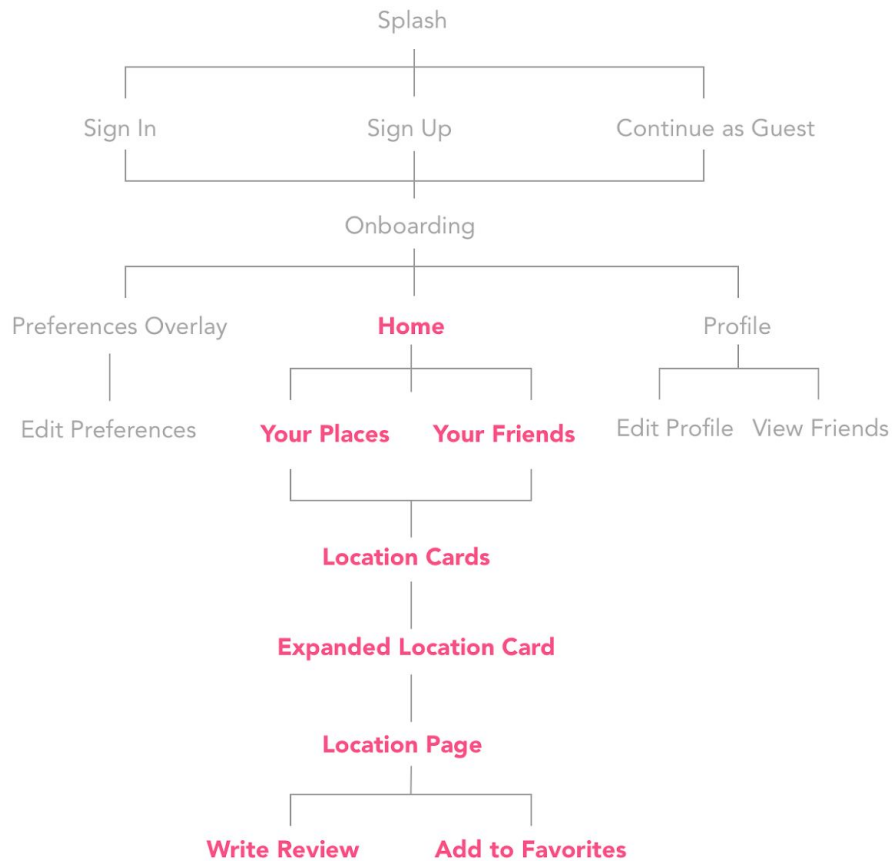 Splash
Sign In
Sign Up
Continue as Guest
Onboarding
Preferences Overlay
Home
Profile
Edit Preferences
Your Places
Your Friends
Edit Profile
View Friends
Location Cards
Expanded Location Card
Location Page
Write Review
Add to Favorites